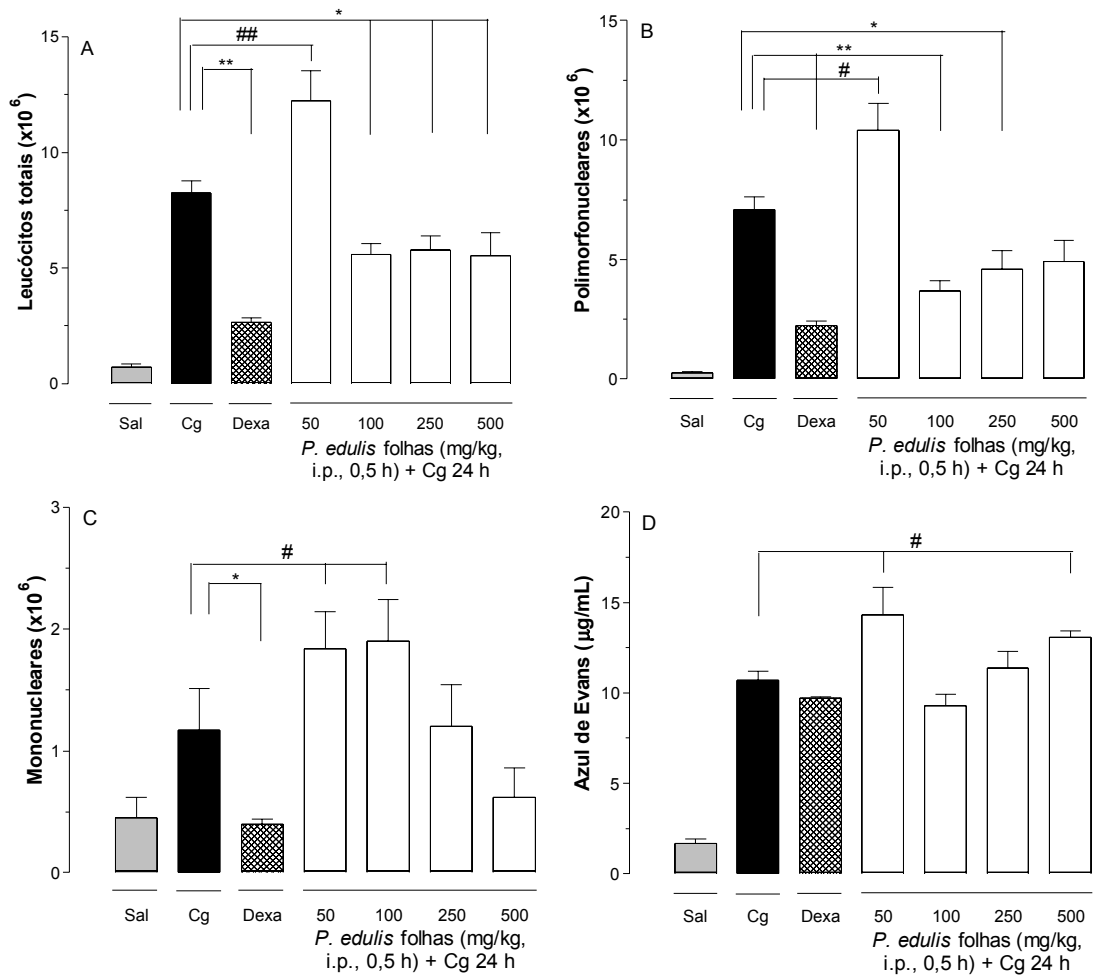 A
*
##
**
Leucócitos totais (x10 6)
15
10
5
0
Sal Cg Dexa 50 100 250 500
P. edulis folhas (mg/kg,
i.p., 0,5 h) + Cg 24 h
B
*
**
#
Polimorfonucleares (x10 6)
15
10
5
0
Sal Cg Dexa 50 100 250 500
P. edulis folhas (mg/kg,
i.p., 0,5 h) + Cg 24 h
C
#
*
Mononucleares (x10 6)
3
2
1
0
Sal Cg Dexa 50 100 250 500
P. edulis folhas (mg/kg,
i.p., 0,5 h) + Cg 24 h
D
#
Azul de Evans (µg/mL)
20
15
10
5
0
Sal Cg Dexa 50 100 250 500
P. edulis folhas (mg/kg,
i.p., 0,5 h) + Cg 24 h